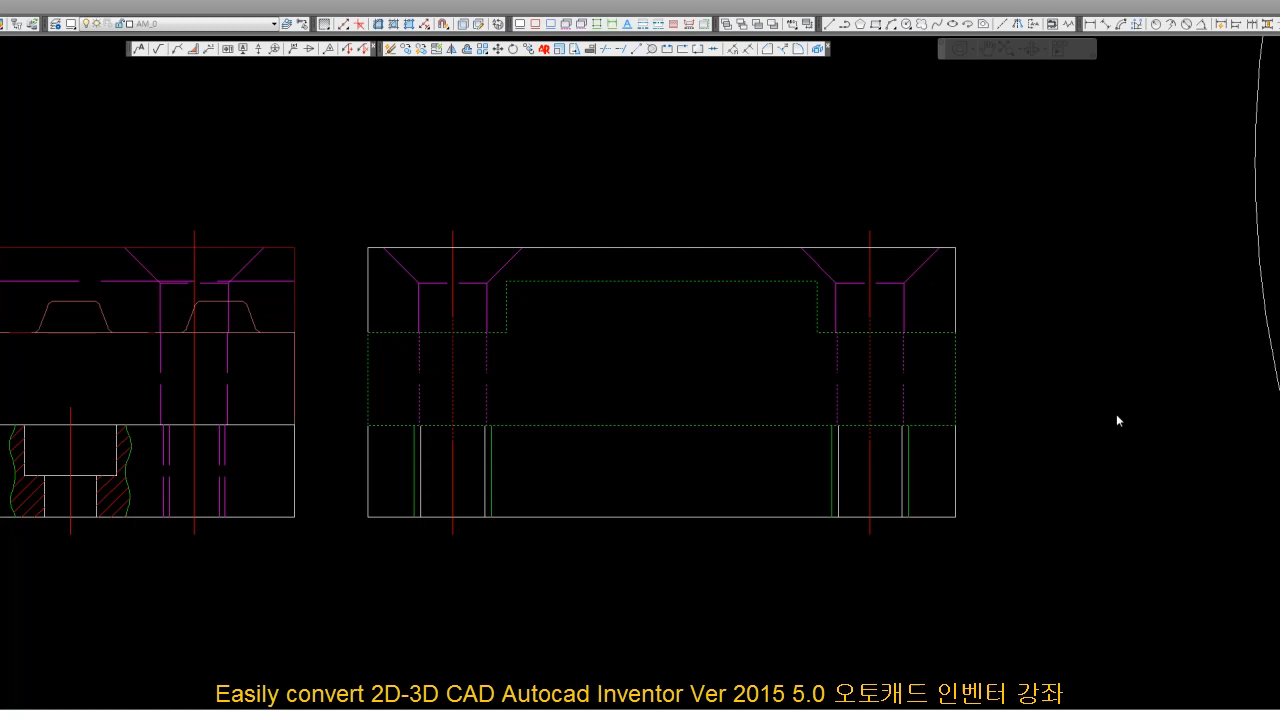 AM_0
Easily convert 2D-3D CAD Autocad Inventor Ver 2015 5.0 오토캐드 인벤터 강좌